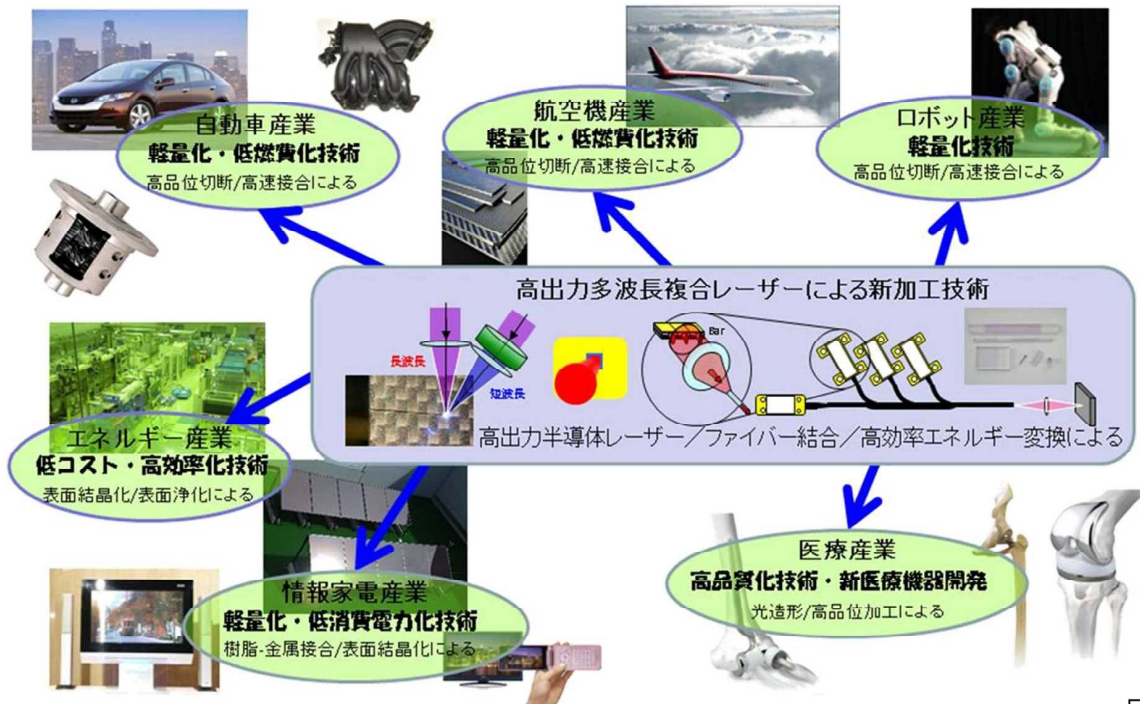 自動車産業
軽量化・低燃費化技術
高品位切断/高速接合による
航空機産業
軽量化・低燃費化技術
高品位切断/高速接合による
ロボット産業
軽量化技術
高品位切断/高速接合による
高出力多波長複合レーザーによる新加工技術
長波長
短波長
Bar
高出力半導体レーザー／ファイバー結合／高効率エネルギー変換による
エネルギー産業
低コスト・高効率化技術
表面結晶化/表面浄化による
情報家電産業
軽量化・低消費電力化技術
樹脂-金属接合/表面結晶化による
医療産業
高品質化技術・新医療機器開発
光造形/高品位加工による